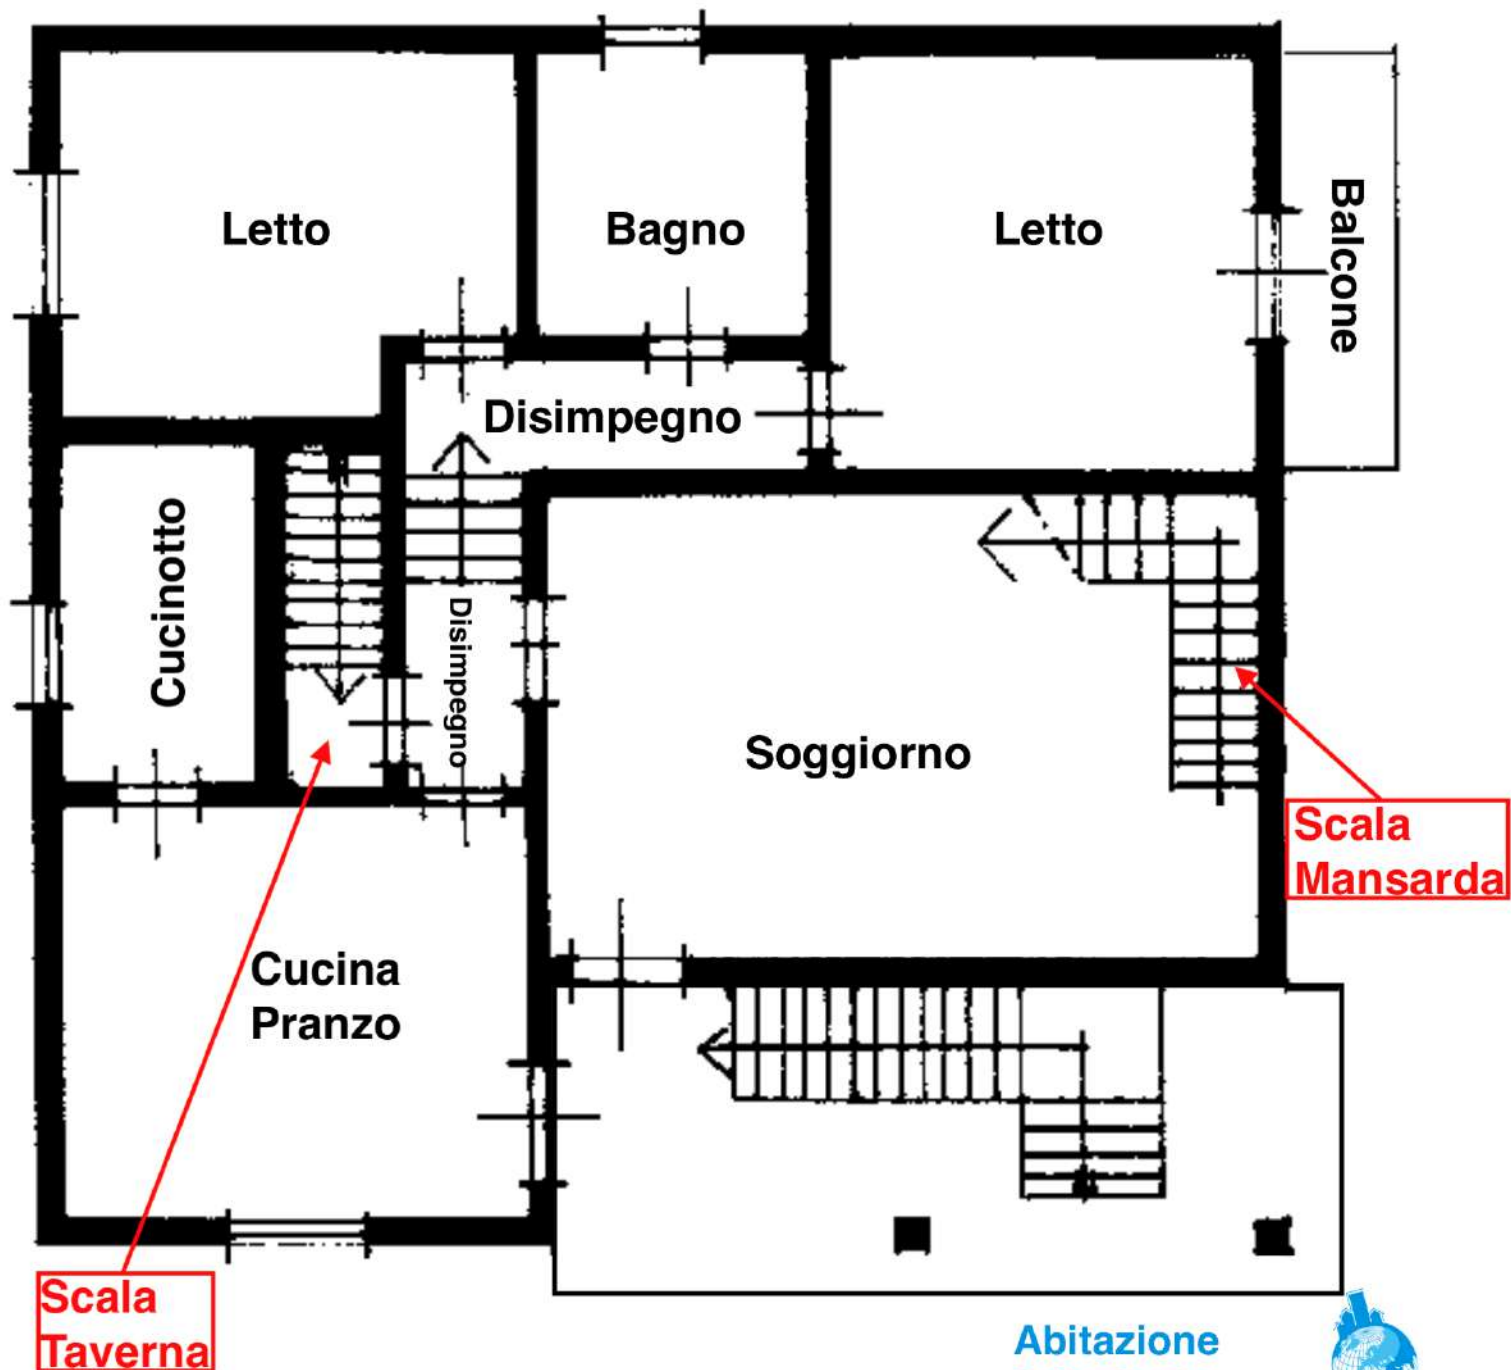 Letto
Bagno
Letto
Balcone
Disimpegno
Cucinotto
Disimpegno
Soggiorno
Scala
Mansarda
Cucina
Pranzo
Scala
Taverna
Abitazione